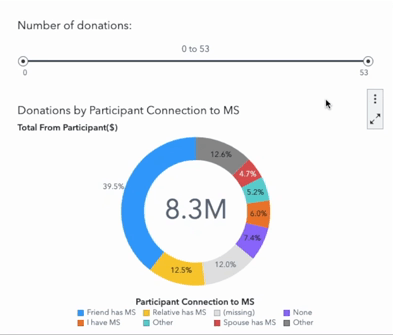 Number of donations:
0 to 53
0
53
Donations by Participant Connection to MS
Total From Participant($)
12.6%
4.7%
39.5%
5.2%
8.3M
6.0%
7.4%
12.0%
12.5%
Participant Connection to MS
Friend has MS Relative has MS (missing) None
I have MS Other Spouse has MS Other